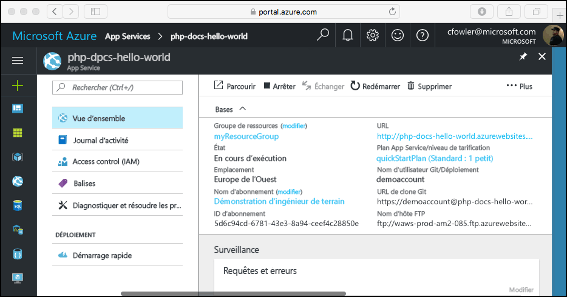 portal.azure.com
Microsoft Azure App Services > php-docs-hello-world
cfowler@microsoft.com
MICROSOFT
php-dpcs-hello-world
App Service
Rechercher (Ctrl+/)
Vue d'ensemble
Journal d'activité
Access control (IAM)
Balises
Diagnostiquer et résoudre les pr...
DÉPLOIEMENT
Démarrage rapide
Parcourir Arrêter Échanger Redémarrer Supprimer ... Plus
Bases
Groupe de ressources (modifier)
myResourceGroup
État
En cours d'exécution
Emplacement
Europe de l'Ouest
Nom d'abonnement (modifier)
Démonstration d'ingénieur de terrain
ID d'abonnement
5d6c94cd-6781-43e3-8a94-ceef4c28850e
URL
http://php-docs-hello-world.azurewebsites,...
Plan App Service/niveau de tarification
quickStartPlan (Standard : 1 petit)
Nom d'utilisateur Git/Déploiement
demoaccount
URL de clone Git
https://demoaccount@php-docs-hello-wor...
Nom d'hôte FTP
ftp://waws-prod-am2-085.ftp.azurewebsite...
Surveillance
Requêtes et erreurs
Modifier